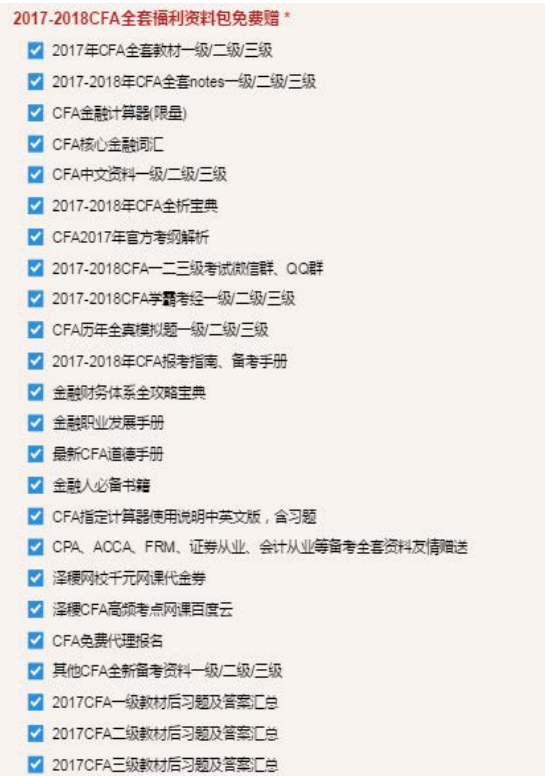 2017-2018CFA全套福利资料包免费赠 *
2017年CFA全套教材一级/二级/三级
2017-2018年CFA全套notes一级/二级/三级
CFA金融计算器(限量)
CFA核心金融词汇
CFA中文资料一级/二级/三级
2017-2018年CFA全析宝典
CFA2017年官方考纲解析
2017-2018CFA一二三级考试微信群、QQ群
2017-2018CFA学霸考经一级/二级/三级
CFA历年全真模拟题一级/二级/三级
2017-2018年CFA报考指南、备考手册
金融财务体系全攻略宝典
金融职业发展手册
最新CFA道德手册
金融人必备书籍
CFA指定计算器使用说明中英文版，含习题
CPA、ACCA、FRM、证券从业、会计从业等备考全套资料友情赠送
泽稷网校千元网课代金券
泽稷CFA高频考点网课百度云
CFA免费代理报名
其他CFA全新备考资料一级/二级/三级
2017CFA一级教材后习题及答案汇总
2017CFA二级教材后习题及答案汇总
2017CFA三级教材后习题及答案汇总